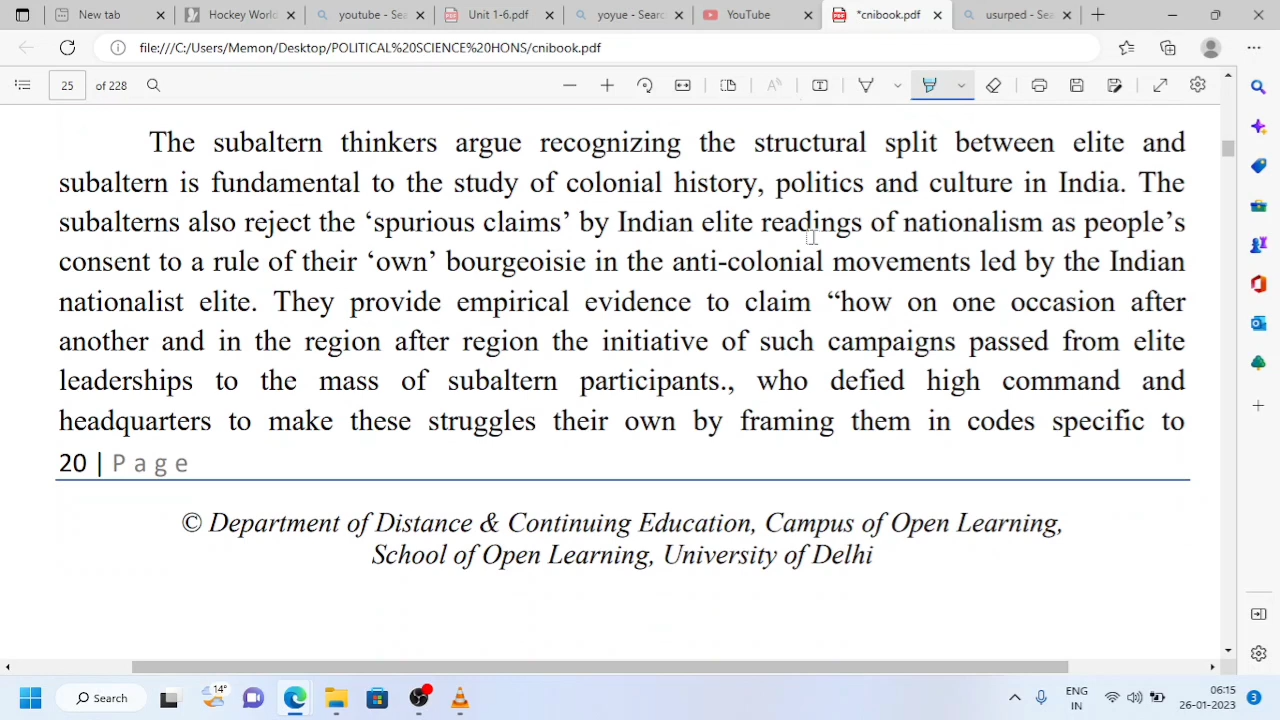 New tab
Hockey World
youtube - Sea
Unit 1-6.pdf
yoyue - Searc
YouTube
*cnibook.pdf
usurped - Sea
file:///C:/Users/Memon/Desktop/POLITICAL%20SCIENCE%20HONS/cnibook.pdf
25 of 228
The subaltern thinkers argue recognizing the structural split between elite and
subaltern is fundamental to the study of colonial history, politics and culture in India. The
subalterns also reject the ‘spurious claims’ by Indian elite readings of nationalism as people’s
consent to a rule of their ‘own’ bourgeoisie in the anti-colonial movements led by the Indian
nationalist elite. They provide empirical evidence to claim “how on one occasion after
another and in the region after region the initiative of such campaigns passed from elite
leaderships to the mass of subaltern participants., who defied high command and
headquarters to make these struggles their own by framing them in codes specific to
20 | Page
© Department of Distance & Continuing Education, Campus of Open Learning,
School of Open Learning, University of Delhi
Search
14°
ENG
IN
06:15
26-01-2023
3